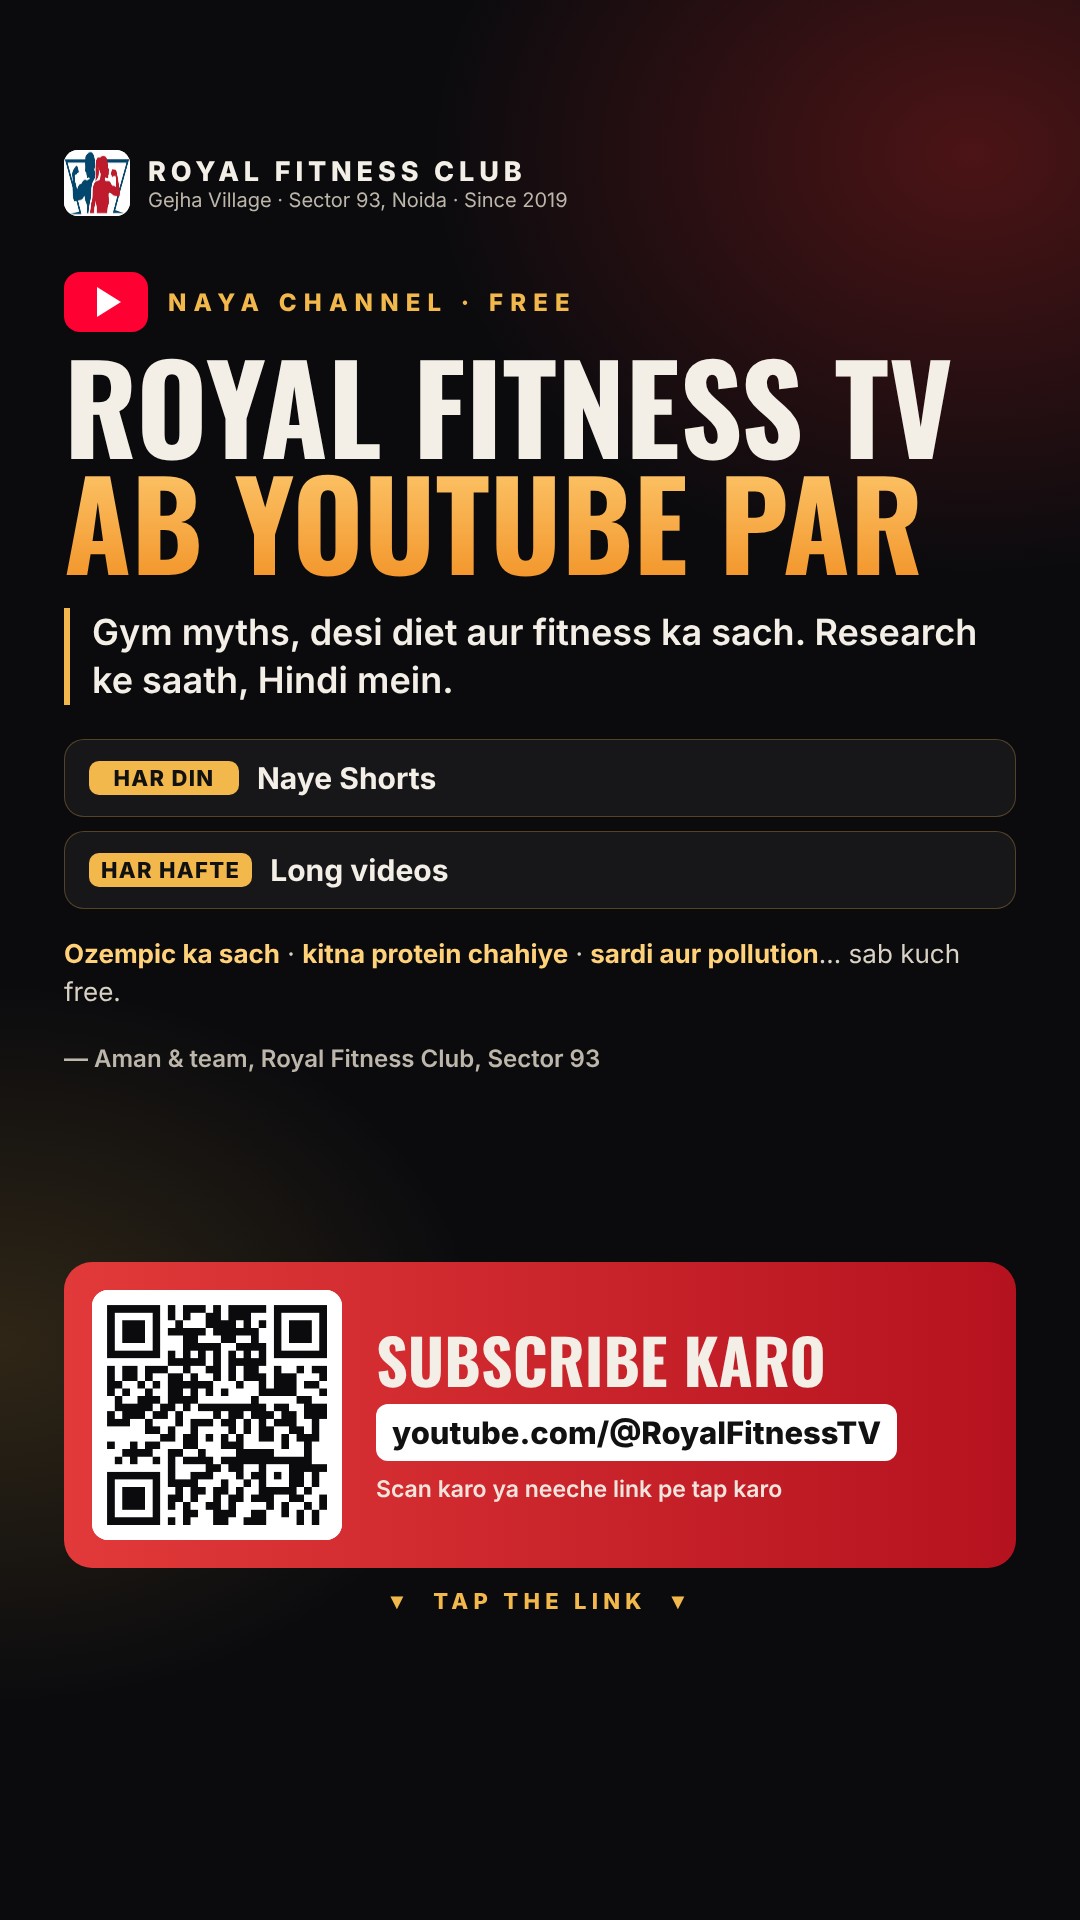 ROYAL FITNESS CLUB
Gejha Village · Sector 93, Noida · Since 2019
NAYA CHANNEL · FREE
ROYAL FITNESS TV
AB YOUTUBE PAR
Gym myths, desi diet aur fitness ka sach. Research
ke saath, Hindi mein.
HAR DIN Naye Shorts
HAR HAFTE Long videos
Ozempic ka sach · kitna protein chahiye · sardi aur pollution... sab kuch
free.
— Aman & team, Royal Fitness Club, Sector 93
SUBSCRIBE KARO
youtube.com/@RoyalFitnessTV
Scan karo ya neeche link pe tap karo
▼ TAP THE LINK ▼